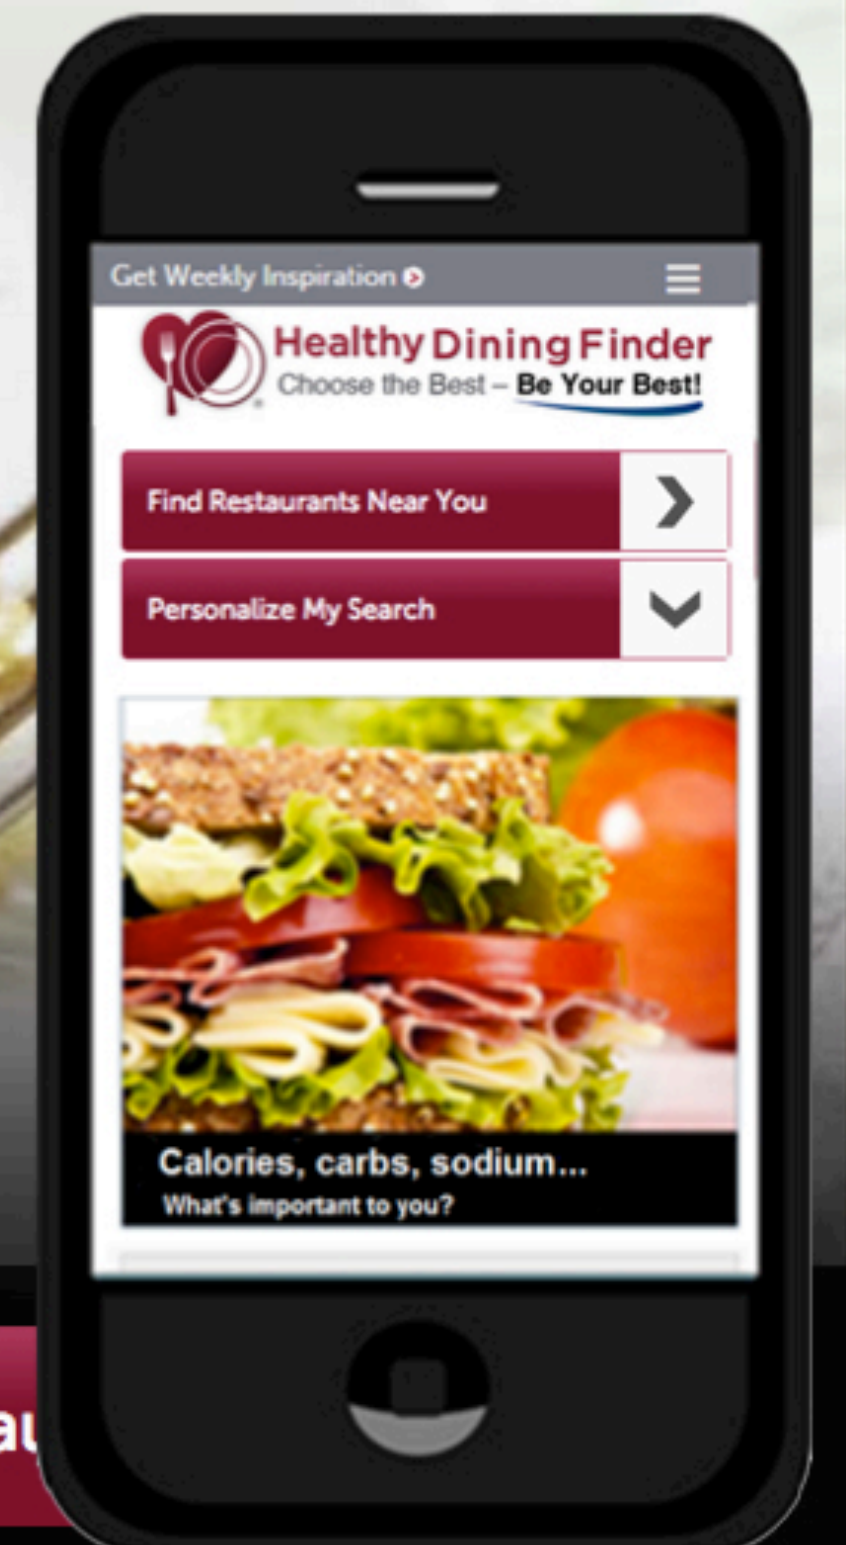 Get Weekly Inspiration
Healthy Dining Finder
Choose the Best – Be Your Best!
Find Restaurants Near You
Personalize My Search
Calories, carbs, sodium...
What's important to you?
au